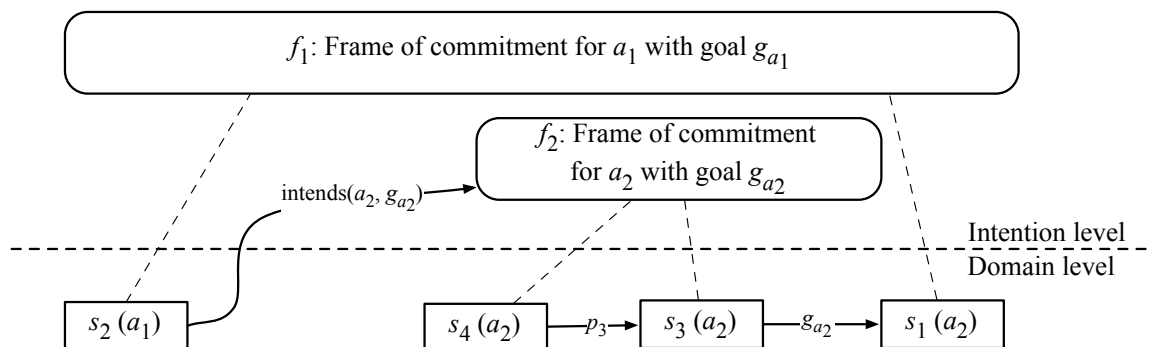 f1: Frame of commitment for a1 with goal ga1
f2: Frame of commitment
for a2 with goal ga2
intends(a2, ga2)
Intention level
Domain level
s2 (a1)
s4 (a2)
p3
s3 (a2)
ga2
s1 (a2)